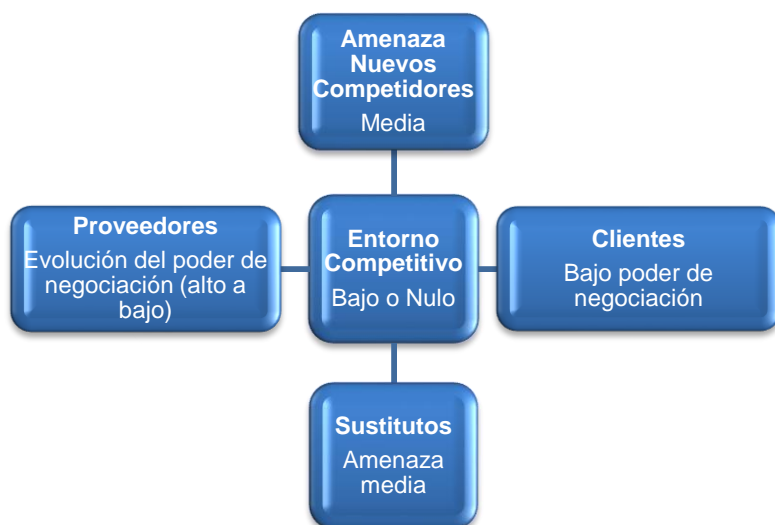 Amenaza
Nuevos
Competidores
Media
Proveedores
Evolución del poder de
negociación (alto a
bajo)
Entorno
Competitivo
Bajo o Nulo
Clientes
Bajo poder de
negociación
Sustitutos
Amenaza
media